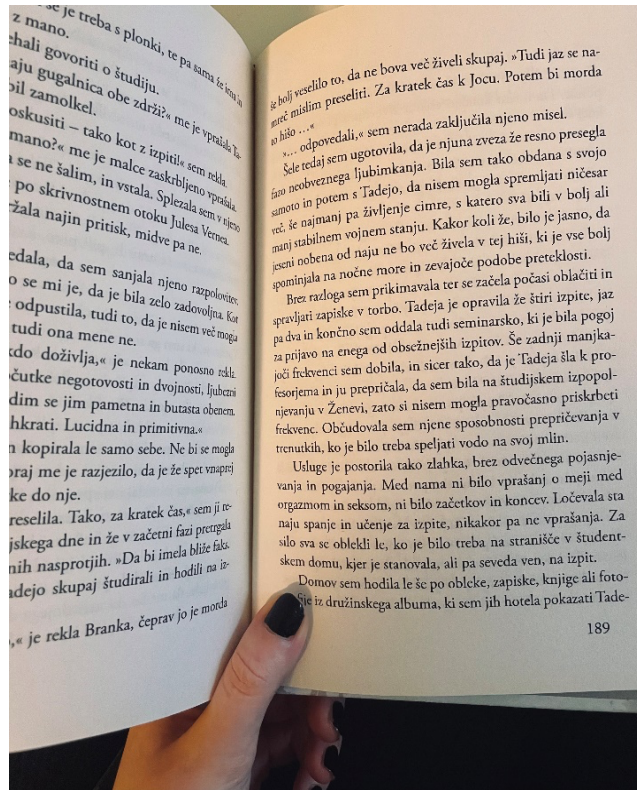 se je treba s plonki, te pa sama že
z mano.
ehali govoriti o študiju.
aju gugalnica obe zdrži?« me je vprašala Ta-
bil zamolkel.
oskusiti – tako kot z izpiti!« sem rekla.
mano?« me je malce zaskrbljeno vprašala.
a se ne šalim, in vstala. Splezala sem v njeno
po skrivnostnem otoku Julesa Vernea.
ržala najin pritisk, midve pa ne.
edala, da sem sanjala njeno razpoloviter,
o se mi je, da je bila zelo zadovoljna. Kot
odpustila, tudi to, da je nisem več mogla
tudi ona mene ne.
kdo doživlja,« je nekam ponosno rekla.
čutke negotovosti in dvojnosti, ljubezni
dim se jim pametna in butasta obenem.
hkrati. Lucidna in primitivna.«
n kopirala le samo sebe. Ne bi se mogla
oraj me je razjezilo, da je že spet vnaprej
ke do nje.
reselila. Tako, za kratek čas,« sem ji re-
jskega dne in že v začetni fazi pretrgala
nih nasprotjih. »Da bi imela bliže faks.
adejo skupaj študirali in hodili na iz-
o,« je rekla Branka, čeprav jo je morda
še bolj veselilo to, da ne bova več živeli skupaj. »Tudi jaz se na-
mreč mislim preseliti. Za kratek čas k Jocu. Potem bi morda
to hišo ...«
»... odpovedali,« sem nerada zaključila njeno misel.
Šele tedaj sem ugotovila, da je njuna zveza že resno presegla
fazo neobveznega ljubimkanja. Bila sem tako obdana s svojo
samoto in potem s Tadejo, da nisem mogla spremljati ničesar
več, še najmanj pa življenje cimre, s katero sva bili v bolj ali
manj stabilnem vojnem stanju. Kakor koli že, bilo je jasno, da
jeseni nobena od naju ne bo več živela v tej hiši, ki je vse bolj
spominjala na nočne more in zevajoče podobe preteklosti.
Brez razloga sem prikimavala ter se začela počasi oblačiti in
spravljati zapiske v torbo. Tadeja je opravila že štiri izpite, jaz
pa dva in končno sem oddala tudi seminarsko, ki je bila pogoj
za prijavo na enega od obsežnejših izpitov. Še zadnji manjka-
joči frekvenci sem dobila, in sicer tako, da je Tadeja šla k pro-
fesorjema in ju prepričala, da sem bila na študijskem izpopol-
njevanju v Ženevi, zato si nisem mogla pravočasno priskrbeti
frekvenc. Občudovala sem njene sposobnosti prepričevanja v
trenutkih, ko je bilo treba speljati vodo na svoj mlin.
Usluge je postorila tako zlahka, brez odvečnega pojasnje-
vanja in pogajanja. Med nama ni bilo vprašanj o meji med
orgazmom in seksom, ni bilo začetkov in koncev. Ločevala sta
naju spanje in učenje za izpite, nikakor pa ne vprašanja. Za
silo sva se oblekli le, ko je bilo treba na stranišče v študent-
skem domu, kjer je stanovala, ali pa seveda ven, na izpit.
Domov sem hodila le še po obleke, zapiske, knjige ali foto-
fije iz družinskega albuma, ki sem jih hotela pokazati Tade-
189